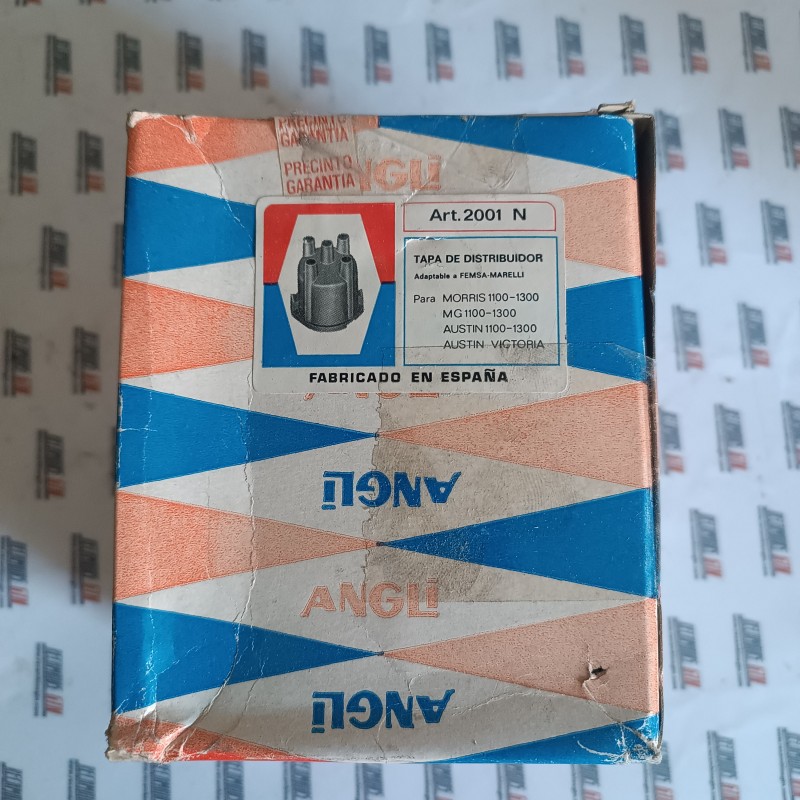 PRECINTO
GARANTIA
PRECINTO
GARANTIA
ANGLI
Art. 2001 N
TAPA DE DISTRIBUIDOR
Adaptable a FEMSA-MARELLI
Para MORRIS 1100-1300
MG 1100-1300
AUSTIN 1100-1300
AUSTIN VICTORIA
FABRICADO EN ESPAÑA
ANGLI
ANGLI
ANGLI